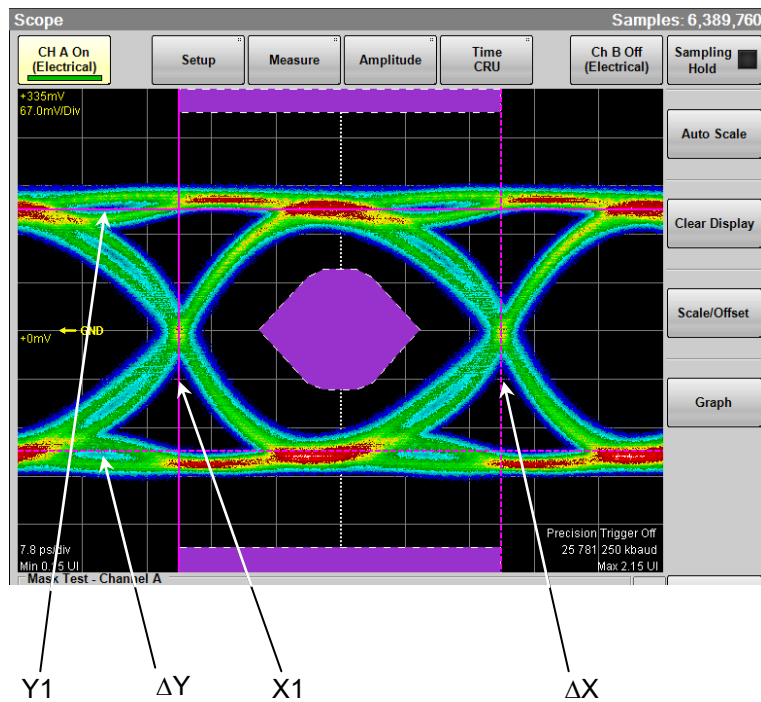 Scope
Samples: 6,389,760
CH A On
(Electrical)
Setup
Measure
Amplitude
Time
CRU
Ch B Off
(Electrical)
Sampling
Hold
+335mV
67.0mV/Div
Auto Scale
Clear Display
Scale/Offset
Graph
+0mV
GND
Precision Trigger Off
7.8 ps/div
25 781 250 kbaud
Min 0.15 UI
Max 2.15 UI
Mask Test - Channel A
Y1
ΔY
X1
ΔX